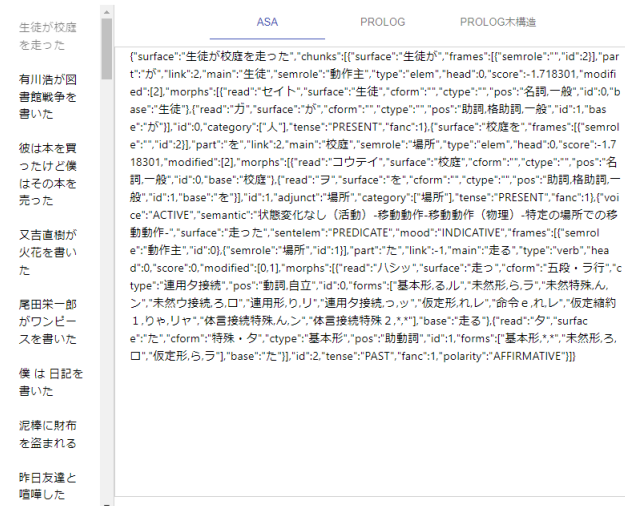 ASA PROLOG PROLOG木構造
生徒が校庭
を走った
有川浩が図
書館戦争を
書いた
彼は本を買
ったけど僕
はその本を
売った
又吉直樹が
火花を書い
た
尾田栄一郎
がワンピー
スを書いた
僕 は 日記を
書いた
泥棒に財布
を盗まれる
昨日友達と
喧嘩した
{"surface":"生徒が校庭を走った","chunks":[{"surface":"生徒が","frames":[{"semrole":"","id":2}],"par
t":"が","link":2,"main":"生徒","semrole":"動作主","type":"elem","head":0,"score":-1.718301,"modifi
ed":[2],"morphs":[{"read":"セイト","surface":"生徒","cform":"","ctype":"","pos":"名詞,一般","id":0,"b
ase":"生徒"},{"read":"ガ","surface":"が","cform":"","ctype":"","pos":"助詞,格助詞,一般","id":1,"bas
e":"が"}],"id":0,"category":["人"],"tense":"PRESENT","fanc":1},{"surface":"校庭を","frames":[{"semrol
e":"","id":2}],"part":"を","link":2,"main":"校庭","semrole":"場所","type":"elem","head":0,"score":-1.7
18301,"modified":[2],"morphs":[{"read":"コウテイ","surface":"校庭","cform":"","ctype":"","pos":"名
詞,一般","id":0,"base":"校庭"},{"read":"ヲ","surface":"を","cform":"","ctype":"","pos":"助詞,格助詞,一
般","id":1,"base":"を"}],"id":1,"adjunct":"場所","category":["場所"],"tense":"PRESENT","fanc":1},{"voi
ce":"ACTIVE","semantic":"状態変化なし（活動）-移動動作-移動動作（物理）-特定の場所での移
動動作-","surface":"走った","sentelem":"PREDICATE","mood":"INDICATIVE","frames":[{"semrol
e":"動作主","id":0},{"semrole":"場所","id":1}],"part":"た","link":-1,"main":"走る","type":"verb","hea
d":0,"score":0,"modified":[0,1],"morphs":[{"read":"ハシッ","surface":"走っ","cform":"五段・ラ行","c
type":"連用タ接続","pos":"動詞,自立","id":0,"forms":["基本形,る,ル","未然形,ら,ラ","未然特殊,ん,
ン","未然ウ接続,ろ,ロ","連用形,り,リ","連用タ接続,っ,ッ","仮定形,れ,レ","命令ｅ,れ,レ","仮定縮約
１,りゃ,リャ","体言接続特殊,ん,ン","体言接続特殊２,*,*"],"base":"走る"},{"read":"タ","surfac
e":"た","cform":"特殊・タ","ctype":"基本形","pos":"助動詞","id":1,"forms":["基本形,*,*","未然形,ろ,
ロ","仮定形,ら,ラ"],"base":"た"}],"id":2,"tense":"PAST","fanc":1,"polarity":"AFFIRMATIVE"}]}